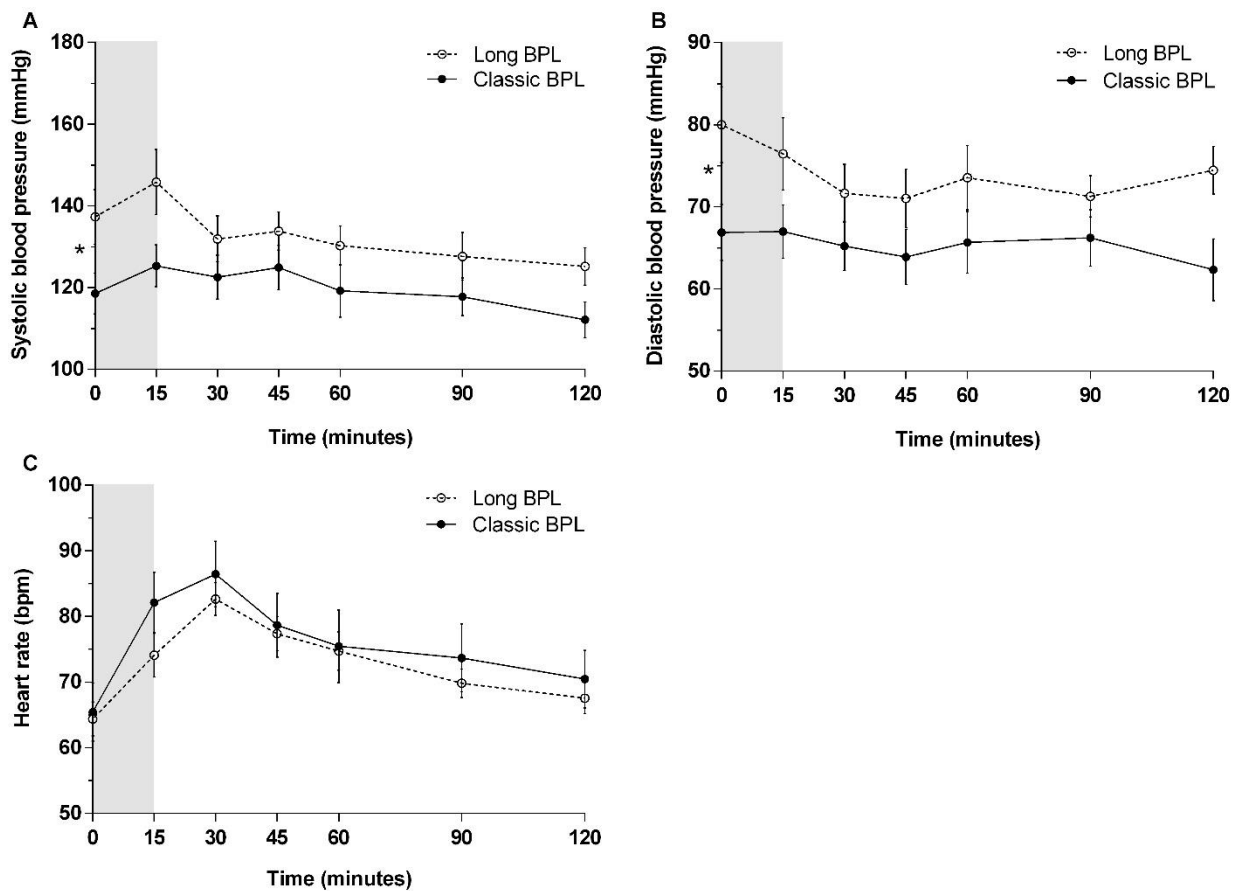 A
Systolic blood pressure (mmHg)
180
160
140
120
100
*
Long BPL
Classic BPL
0 15 30 45 60 90 120
Time (minutes)
B
Diastolic blood pressure (mmHg)
90
80
70
60
50
*
Long BPL
Classic BPL
0 15 30 45 60 90 120
Time (minutes)
C
Heart rate (bpm)
100
90
80
70
60
50
Long BPL
Classic BPL
0 15 30 45 60 90 120
Time (minutes)